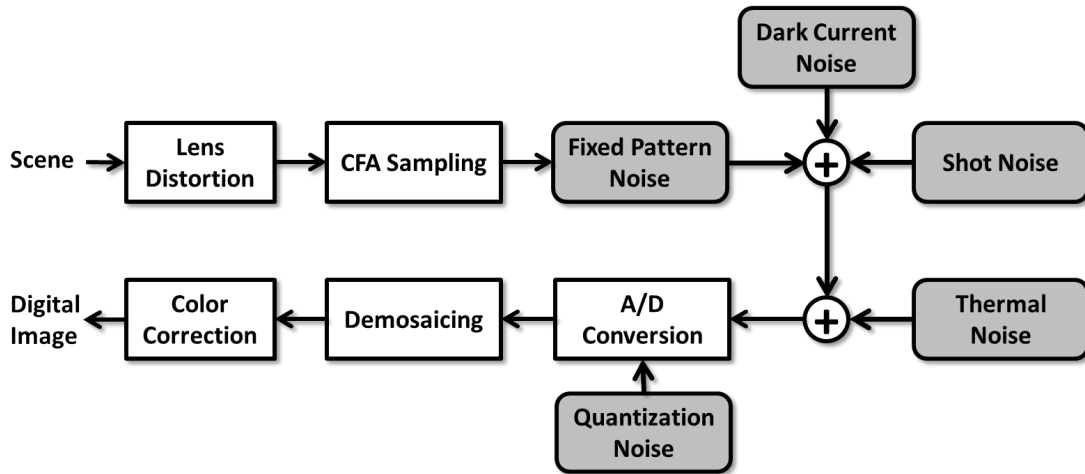 Dark Current
Noise
Scene
Lens
Distortion
CFA Sampling
Fixed Pattern
Noise
+
Shot Noise
Digital
Image
Color
Correction
Demosaicing
A/D
Conversion
+
Thermal
Noise
Quantization
Noise